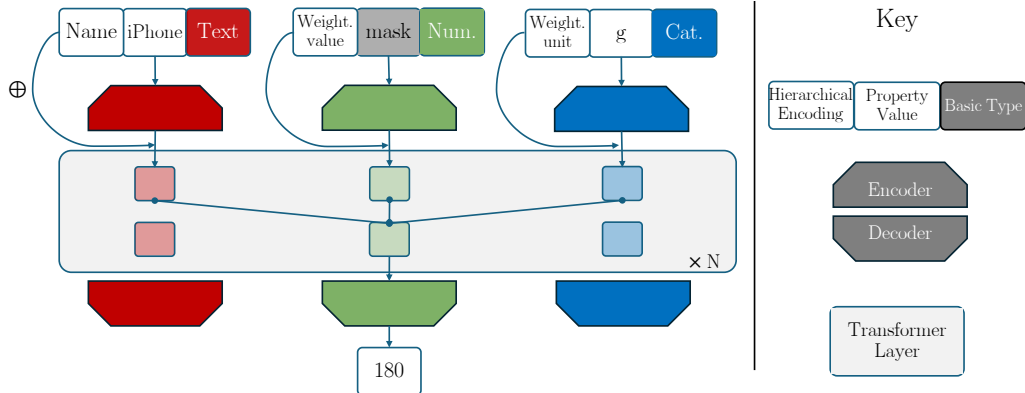 Name iPhone Text
Weight. value mask Num.
Weight. unit g Cat.
⊕
× N
180
Key
Hierarchical Encoding
Property Value
Basic Type
Encoder
Decoder
Transformer
Layer